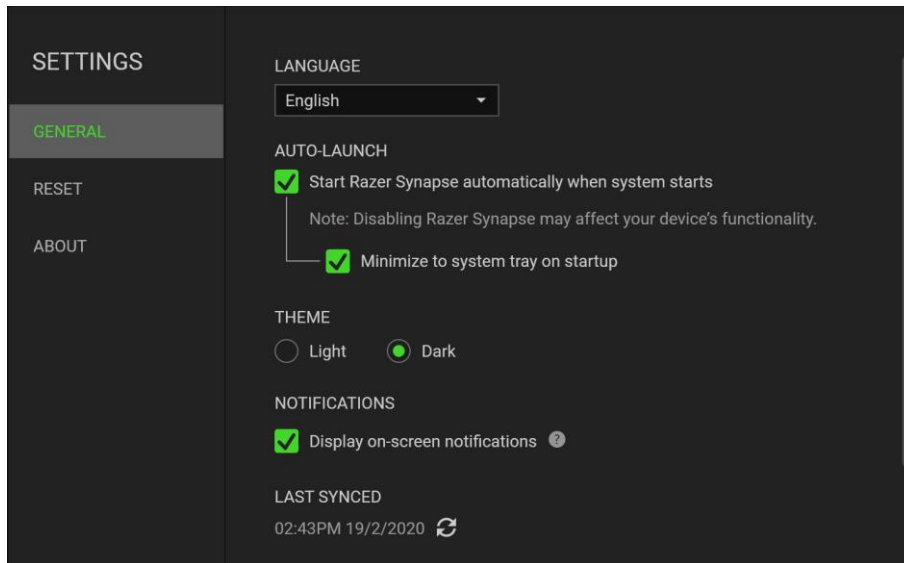 SETTINGS
GENERAL
RESET
ABOUT
LANGUAGE
English
AUTO-LAUNCH
Start Razer Synapse automatically when system starts
Note: Disabling Razer Synapse may affect your device’s functionality.
Minimize to system tray on startup
THEME
Light Dark
NOTIFICATIONS
Display on-screen notifications ?
LAST SYNCED
02:43PM 19/2/2020